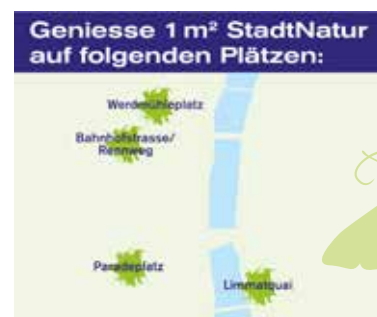 Geniesse 1 m² StadtNatur
auf folgenden Plätzen:
Werdmühleplatz
Bahnhofstrasse/
Rennweg
Paradeplatz
Limmatquai